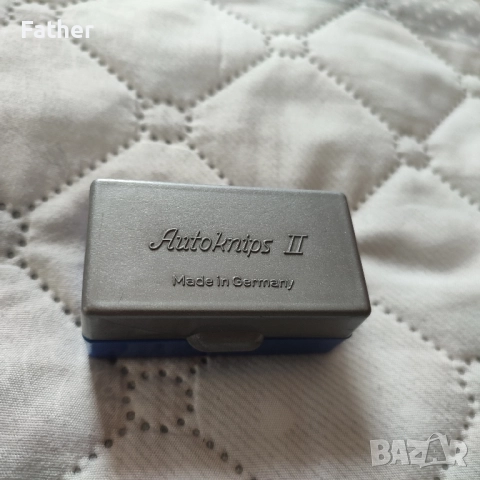 Father
Autoknips II
Made in Germany
BAZAR